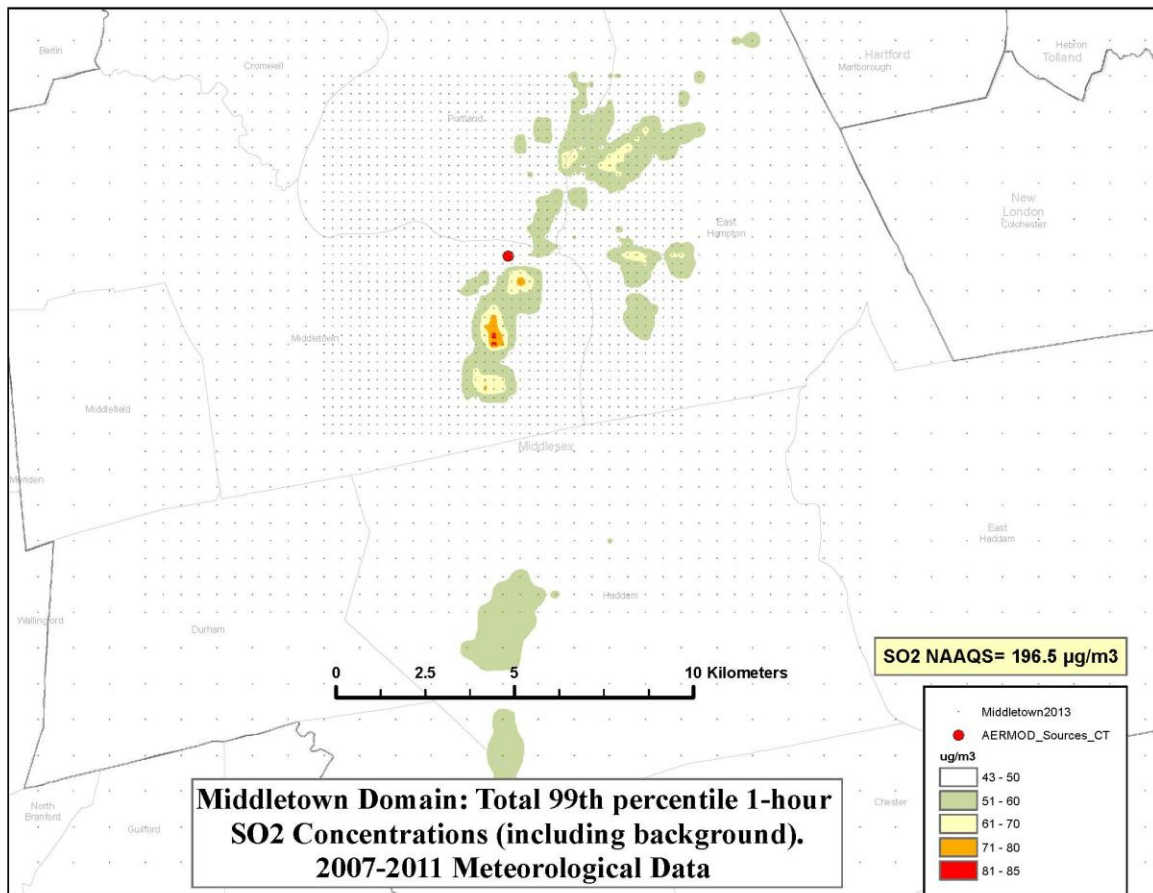 Berlin
Cromwell
Hartford
Marlborough
Hebron
Tolland
Portland
New
London
Colchester
East
Hampton
Middletown
Middlefield
Middlesex
Meriden
East
Haddam
Haddam
Wallingford
Durham
SO2 NAAQS= 196.5 µg/m3
0 2.5 5 10 Kilometers
Middletown2013
AERMOD_Sources_CT
ug/m3
43 - 50
51 - 60
61 - 70
71 - 80
81 - 85
North
Branford
Guilford
Chester
Middletown Domain: Total 99th percentile 1-hour
SO2 Concentrations (including background).
2007-2011 Meteorological Data